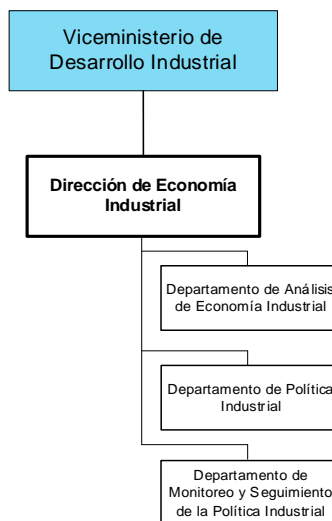 Viceministerio de
Desarrollo Industrial
Dirección de Economía
Industrial
Departamento de Análisis
de Economía Industrial
Departamento de Política
Industrial
Departamento de
Monitoreo y Seguimiento
de la Política Industrial